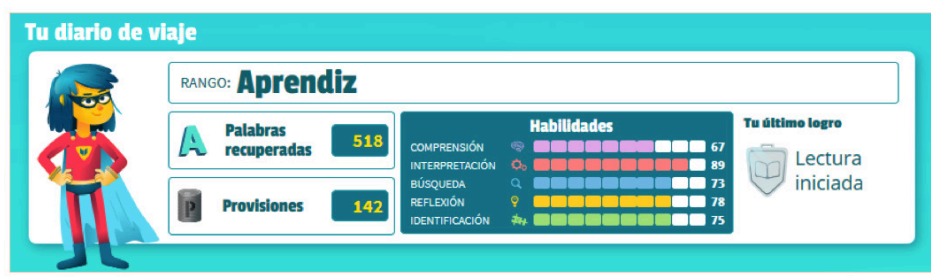 Tu diario de viaje
RANGO: Aprendiz
A
Palabras
recuperadas
518
P
Provisiones
142
Habilidades
COMPRENSIÓN 67
INTERPRETACIÓN 89
BÚSQUEDA 73
REFLEXIÓN 78
IDENTIFICACIÓN 75
Tu último logro
Lectura
iniciada